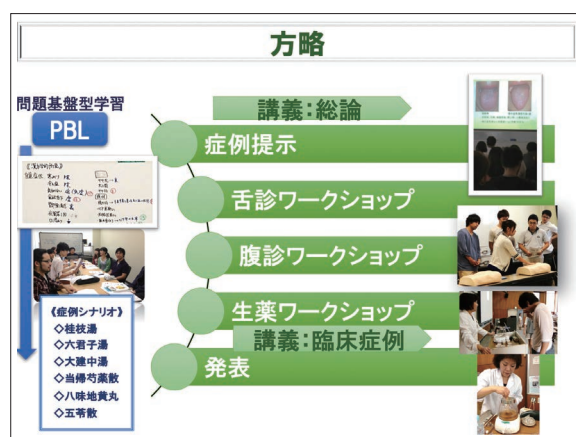 方略
問題基盤型学習
PBL
《症例シナリオ》
◇桂枝湯
◇六君子湯
◇大建中湯
◇当帰芍薬散
◇八味地黄丸
◇五苓散
講義:総論
症例提示
舌診ワークショップ
腹診ワークショップ
生薬ワークショップ
講義:臨床症例
発表